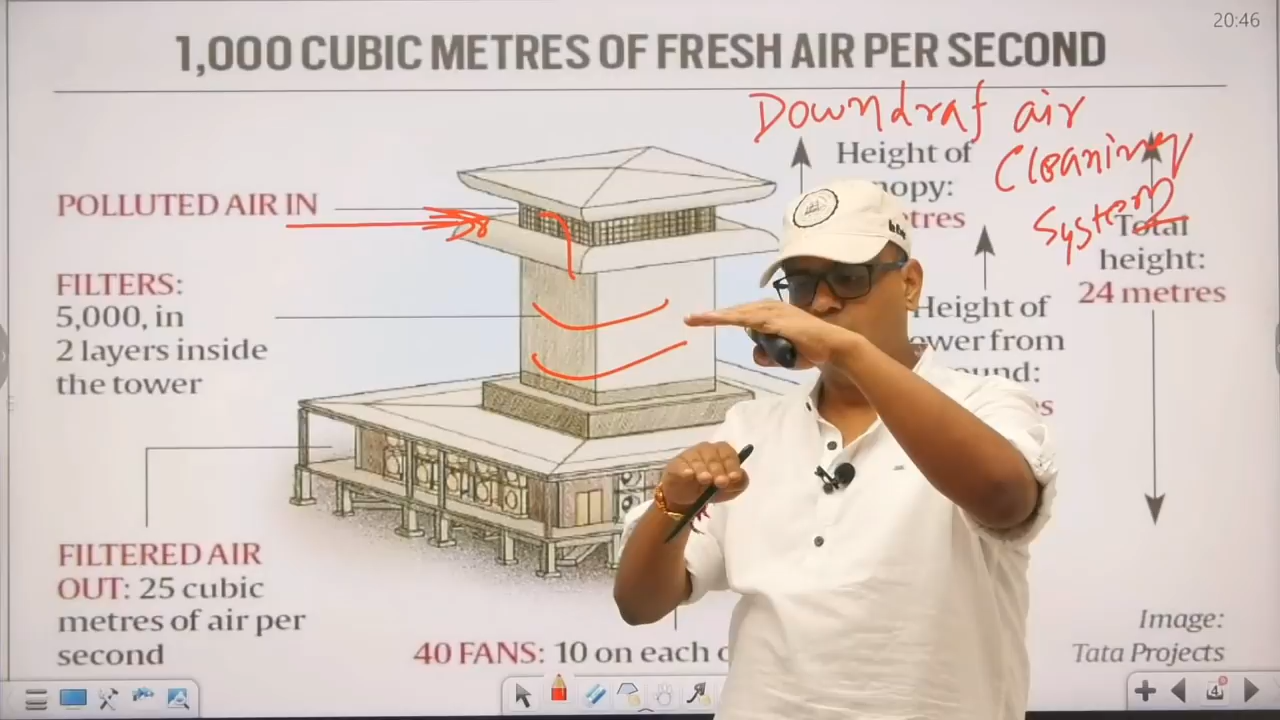 20:46
1,000 CUBIC METRES OF FRESH AIR PER SECOND
Downdraf air
Cleaning
System
POLLUTED AIR IN
FILTERS:
5,000, in
2 layers inside
the tower
FILTERED AIR
OUT: 25 cubic
metres of air per
second
40 FANS: 10 on each
Height of
Height of
from
Total
height:
24 metres
Image:
Tata Projects
4